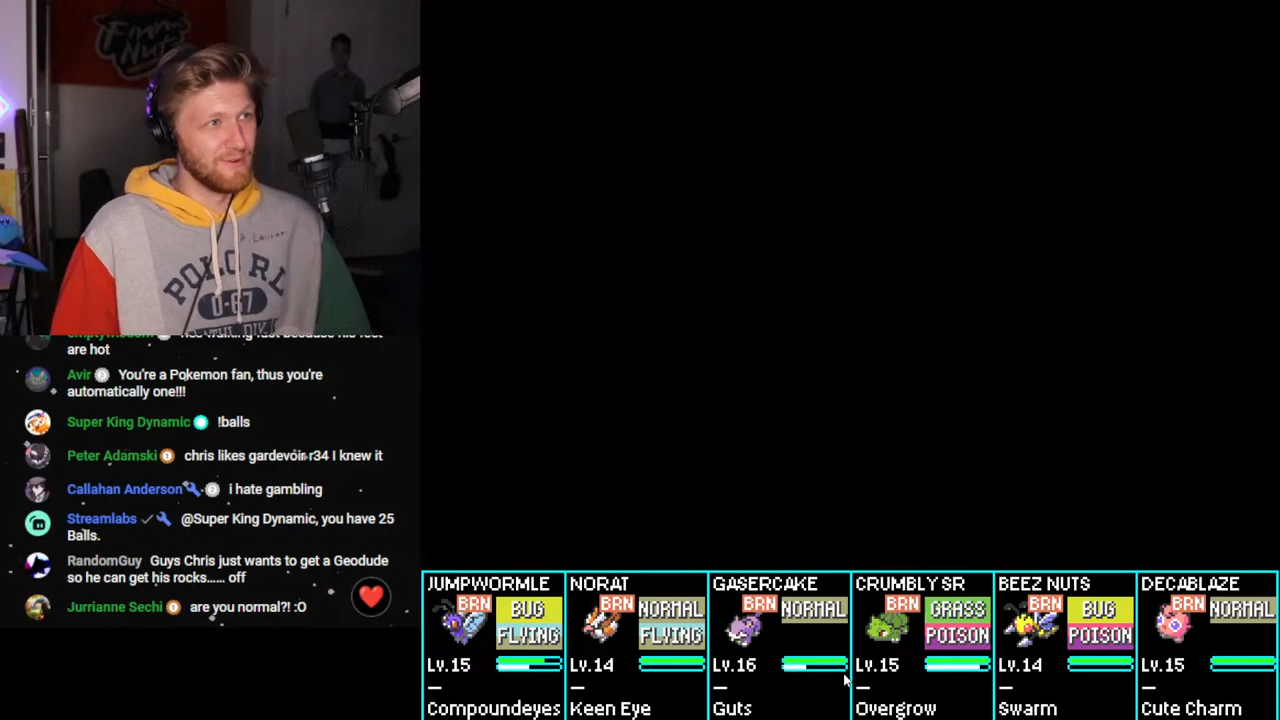 POLO RL
0-67
are hot
Avir You're a Pokemon fan, thus you're
automatically one!!!
Super King Dynamic !balls
Peter Adamski chris likes gardevoir r34 I knew it
Callahan Anderson i hate gambling
Streamlabs @Super King Dynamic, you have 25
Balls.
RandomGuy Guys Chris just wants to get a Geodude
so he can get his rocks...... off
Jurrianne Sechi are you normal?! :O
JUMPWORMLE
BRN
BUG
FLYING
Lv.15
—
Compoundeyes
NORAT
BRN
NORMAL
FLYING
Lv.14
—
Keen Eye
GASERCAKE
BRN
NORMAL
Lv.16
—
Guts
CRUMBLY SR
BRN
GRASS
POISON
Lv.15
—
Overgrow
BEEZ NUTS
BRN
BUG
POISON
Lv.14
—
Swarm
DECABLAZE
BRN
NORMAL
Lv.15
—
Cute Charm